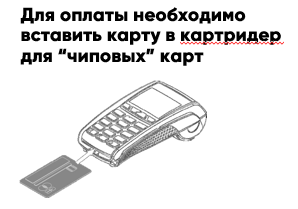 Для оплаты необходимо
вставить карту в картридер
для “чиповых” карт